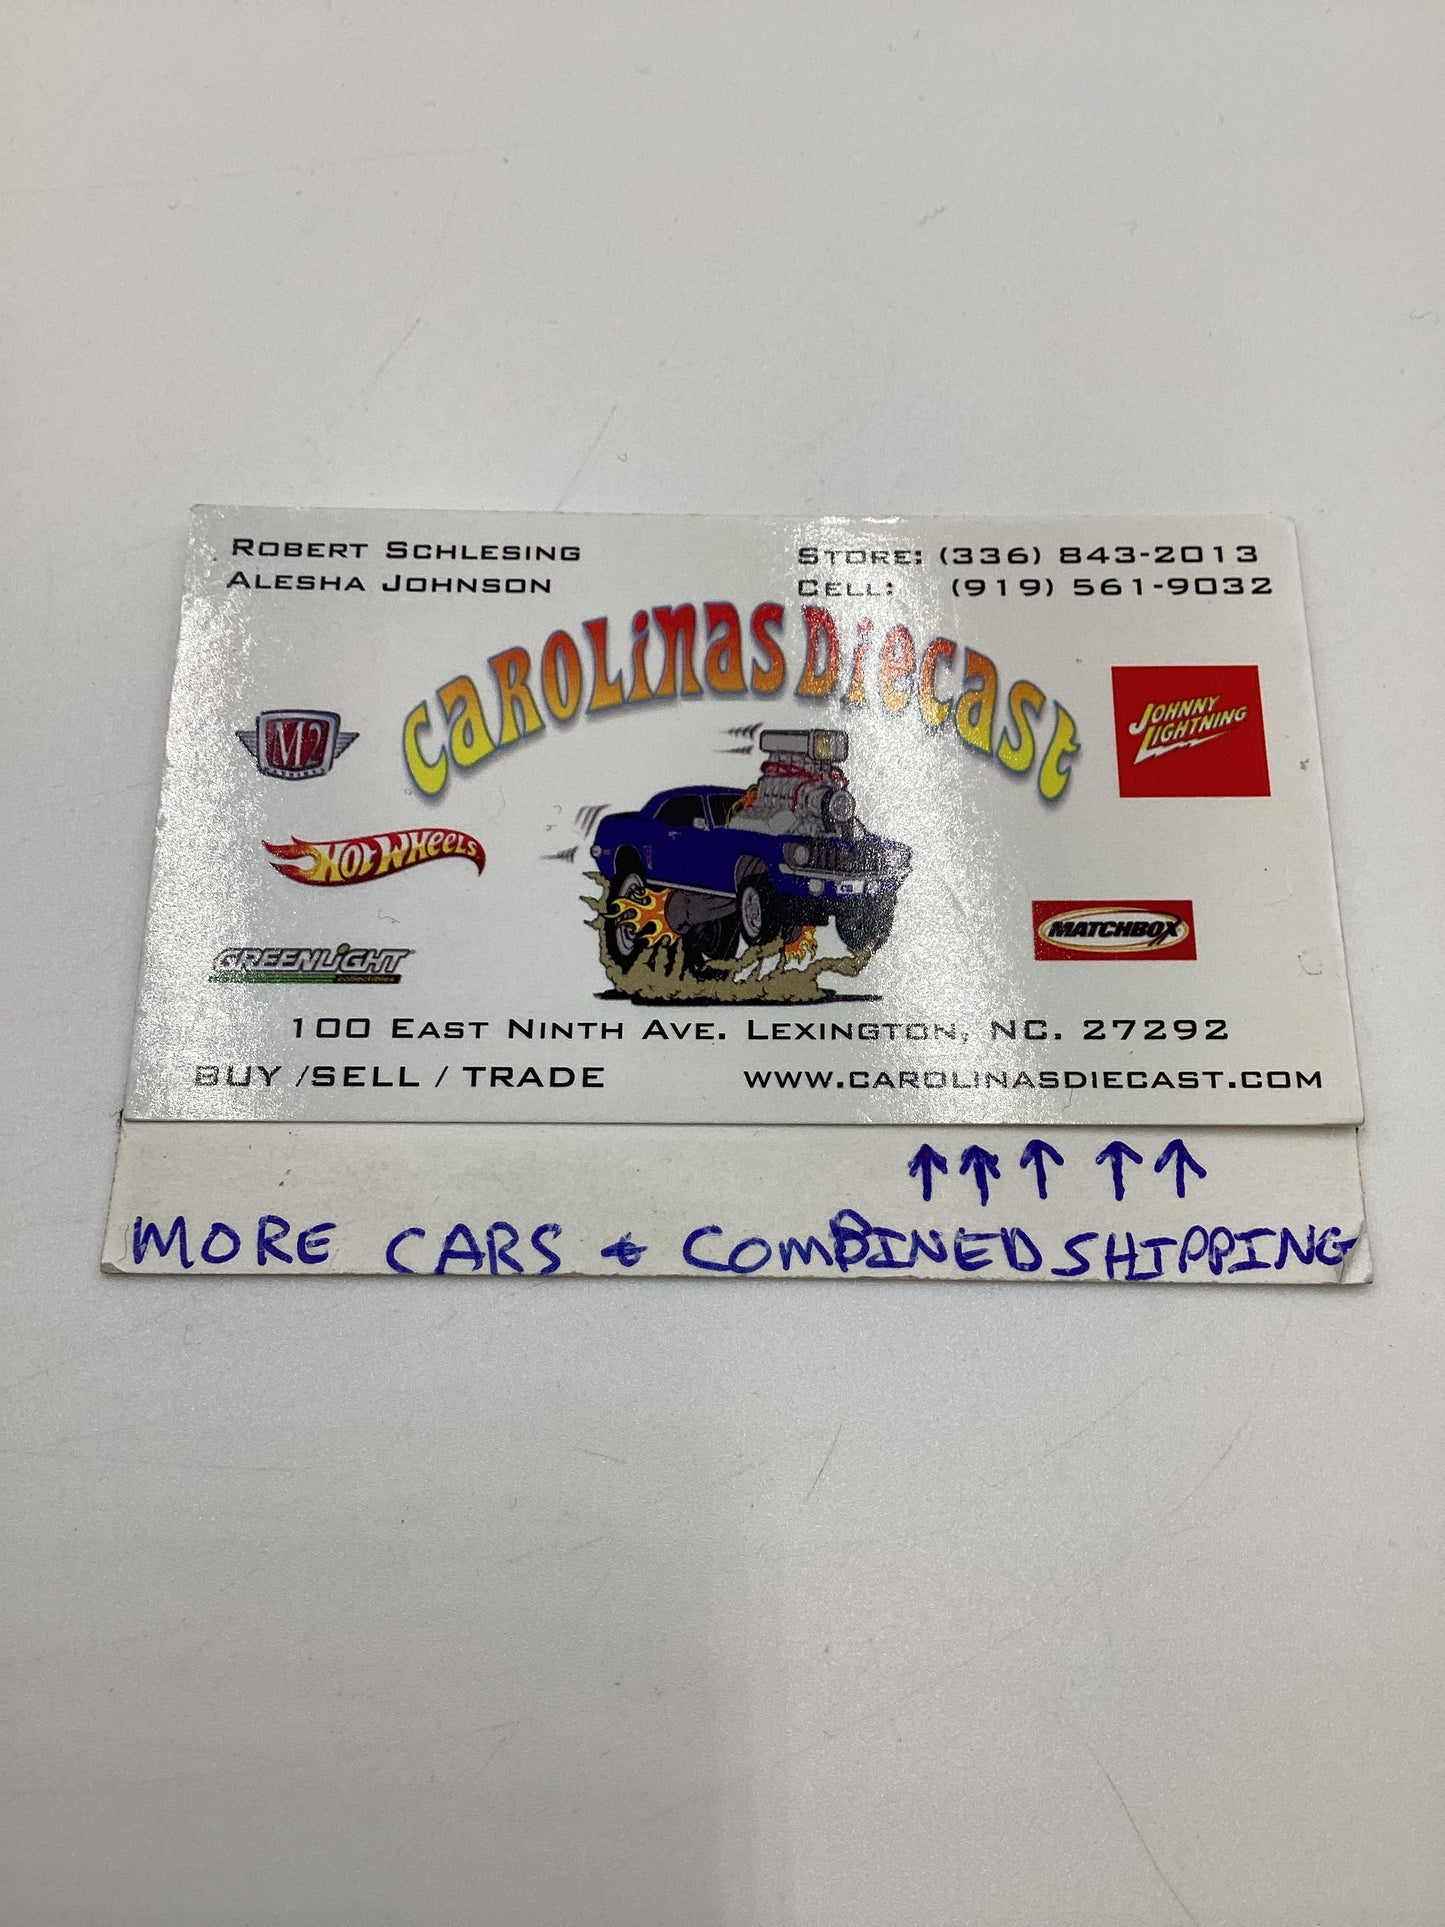 Robert Schlesing
Alesha Johnson
Store: (336) 843-2013
Cell: (919) 561-9032
Carolinas Diecast
M2
MACHINES
Johnny Lightning
Hot Wheels
GREENLIGHT
collectibles
MATCHBOX
100 East Ninth Ave. Lexington, NC. 27292
BUY /SELL / TRADE
www.carolinasdiecast.com
↑↑↑ ↑↑
MORE CARS & COMBINED SHIPPING